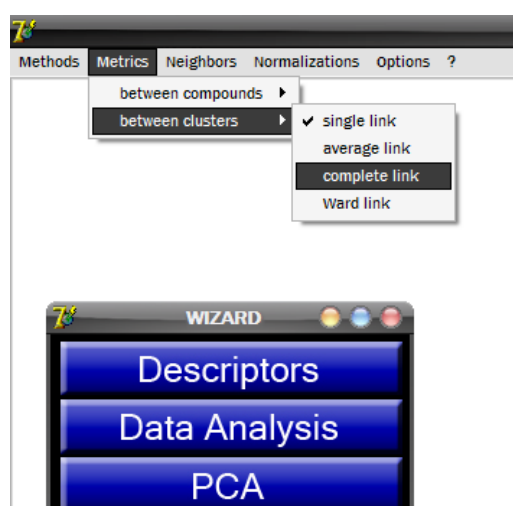 Methods Metrics Neighbors Normalizations Options ?
between compounds
between clusters
single link
average link
complete link
Ward link
WIZARD
Descriptors
Data Analysis
PCA